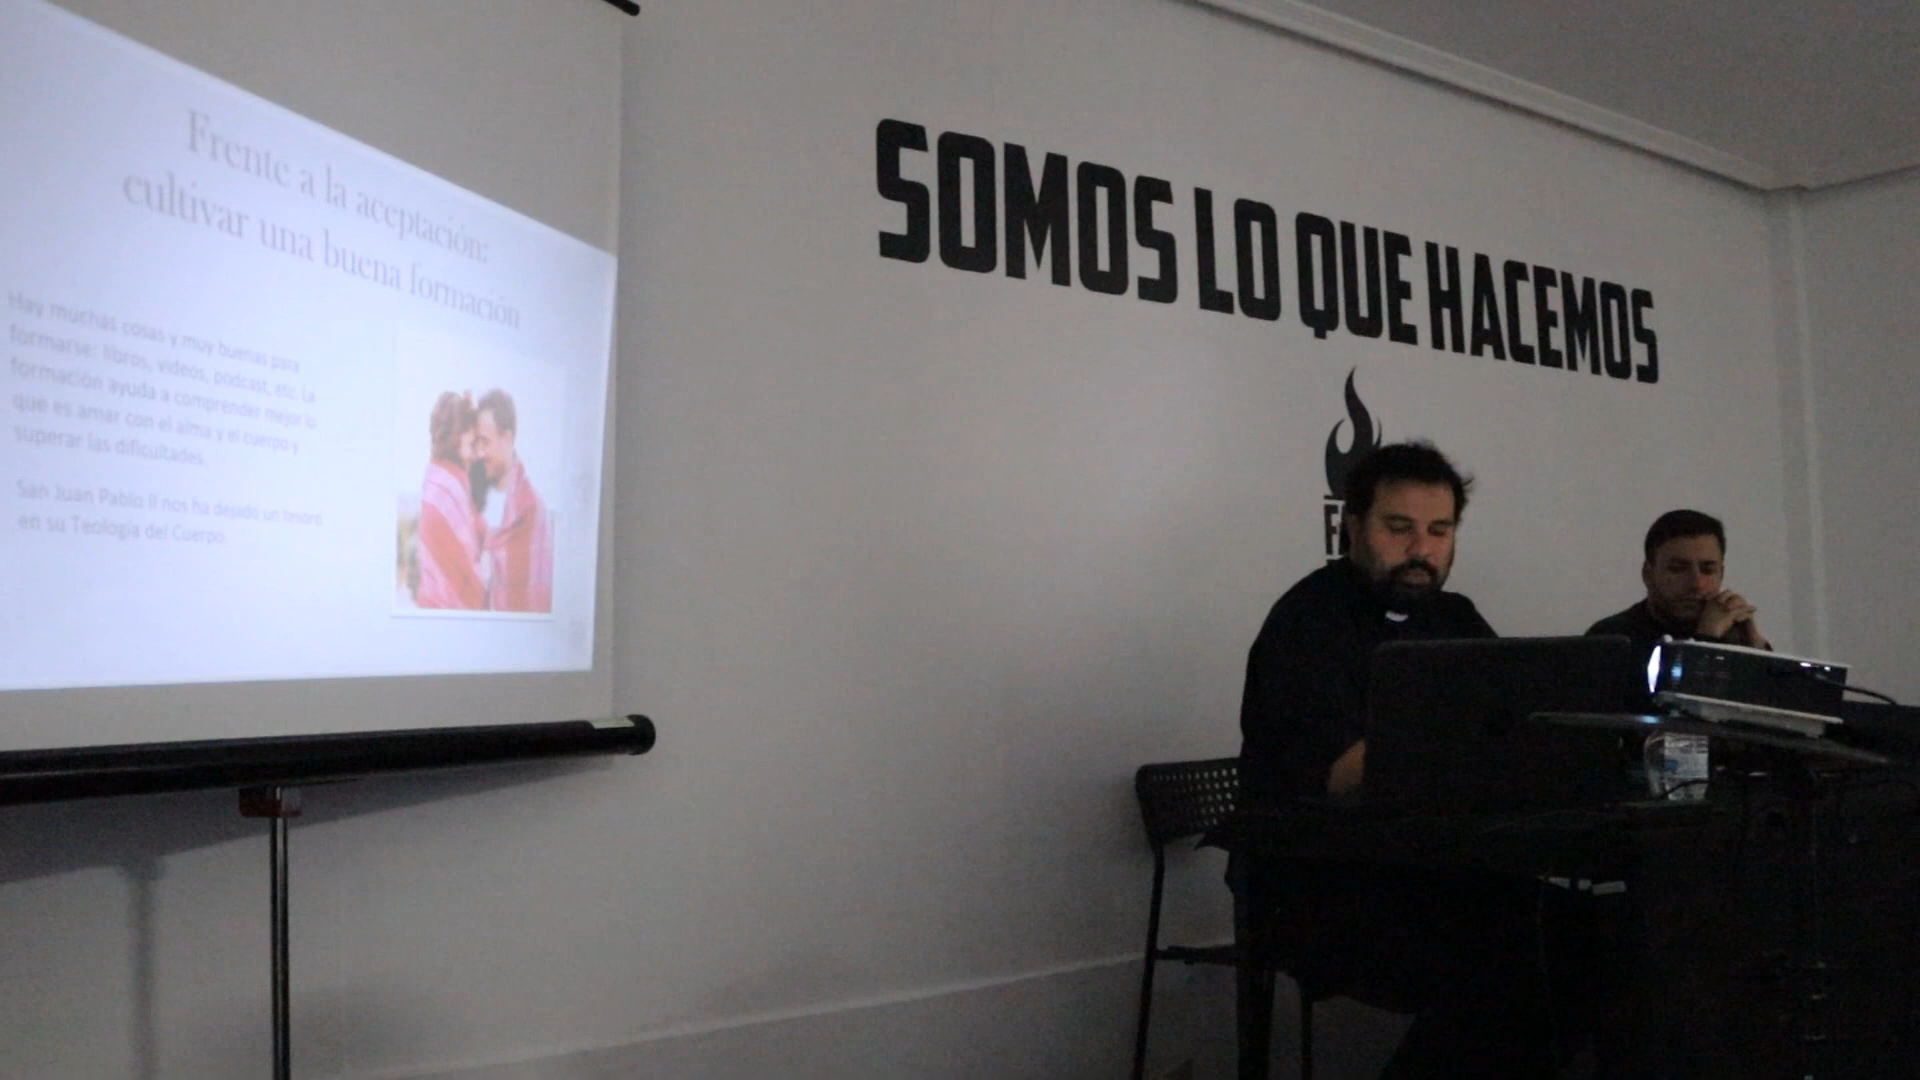 Frente a la aceptación:
cultivar una buena formación
Hay muchas cosas y muy buenas para
formarse: libros, videos, podcast, etc. La
formación ayuda a comprender mejor lo
que es amar con el alma y el cuerpo y
superar las dificultades.
San Juan Pablo II nos ha dejado un tesoro
en su Teología del Cuerpo.
SOMOS LO QUE HACEMOS